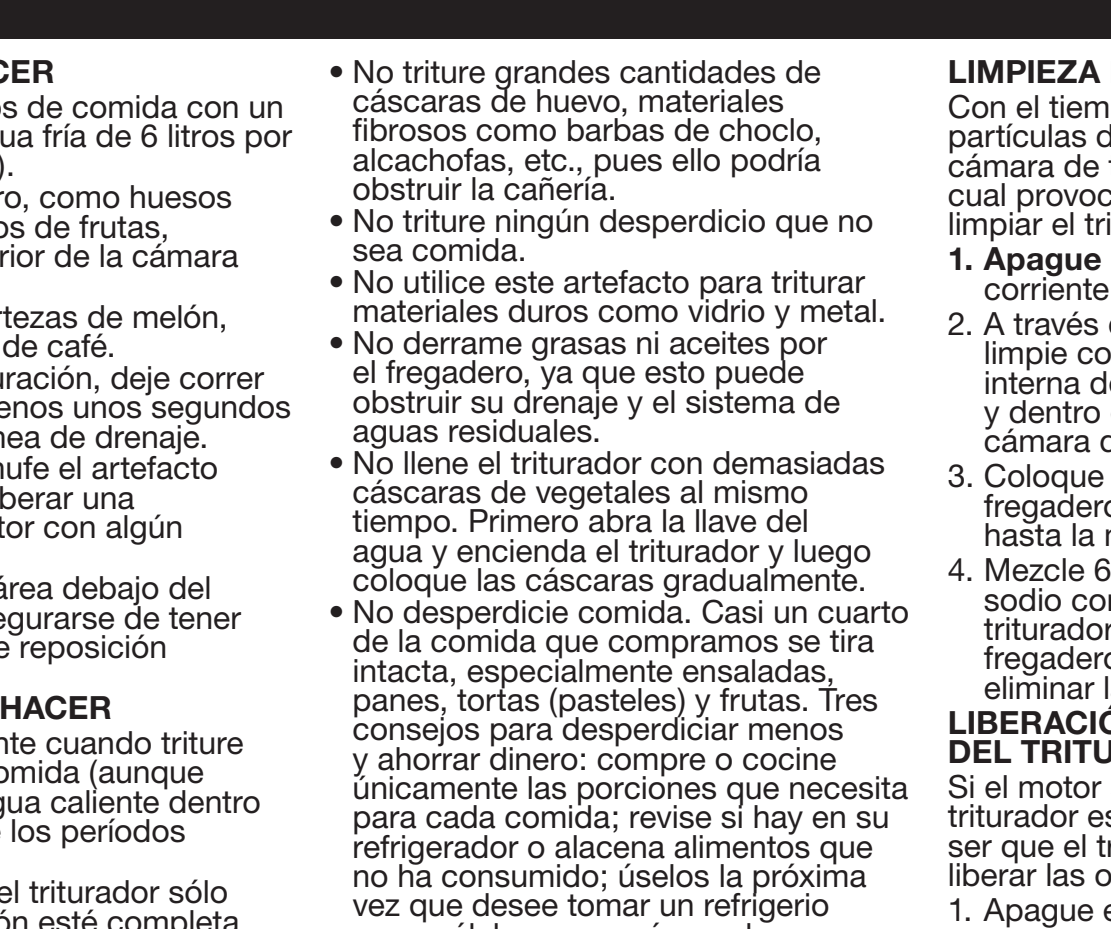 CER
os de comida con un
ua fría de 6 litros por
).
ro, como huesos
os de frutas,
rior de la cámara
rtezas de melón,
de café.
uración, deje correr
enos unos segundos
nea de drenaje.
nufe el artefacto
berar una
tor con algún
área debajo del
egurarse de tener
e reposición
HACER
nte cuando triture
omida (aunque
gua caliente dentro
e los períodos
el triturador sólo
ón esté completa
• No triture grandes cantidades de
cáscaras de huevo, materiales
fibrosos como barbas de choclo,
alcachofas, etc., pues ello podría
obstruir la cañería.
• No triture ningún desperdicio que no
sea comida.
• No utilice este artefacto para triturar
materiales duros como vidrio y metal.
• No derrame grasas ni aceites por
el fregadero, ya que esto puede
obstruir su drenaje y el sistema de
aguas residuales.
• No llene el triturador con demasiadas
cáscaras de vegetales al mismo
tiempo. Primero abra la llave del
agua y encienda el triturador y luego
coloque las cáscaras gradualmente.
• No desperdicie comida. Casi un cuarto
de la comida que compramos se tira
intacta, especialmente ensaladas,
panes, tortas (pasteles) y frutas. Tres
consejos para desperdiciar menos
y ahorrar dinero: compre o cocine
únicamente las porciones que necesita
para cada comida; revise si hay en su
refrigerador o alacena alimentos que
no ha consumido; úselos la próxima
vez que desee tomar un refrigerio
LIMPIEZA
Con el tiem
partículas d
cámara de t
cual provoc
limpiar el tri
1. Apague
corriente
2. A través
limpie co
interna de
y dentro
cámara d
3. Coloque
fregadero
hasta la
4. Mezcle 6
sodio con
triturador
fregadero
eliminar l
LIBERACIÓ
DEL TRITU
Si el motor
triturador es
ser que el tr
liberar las o
1. Apague e